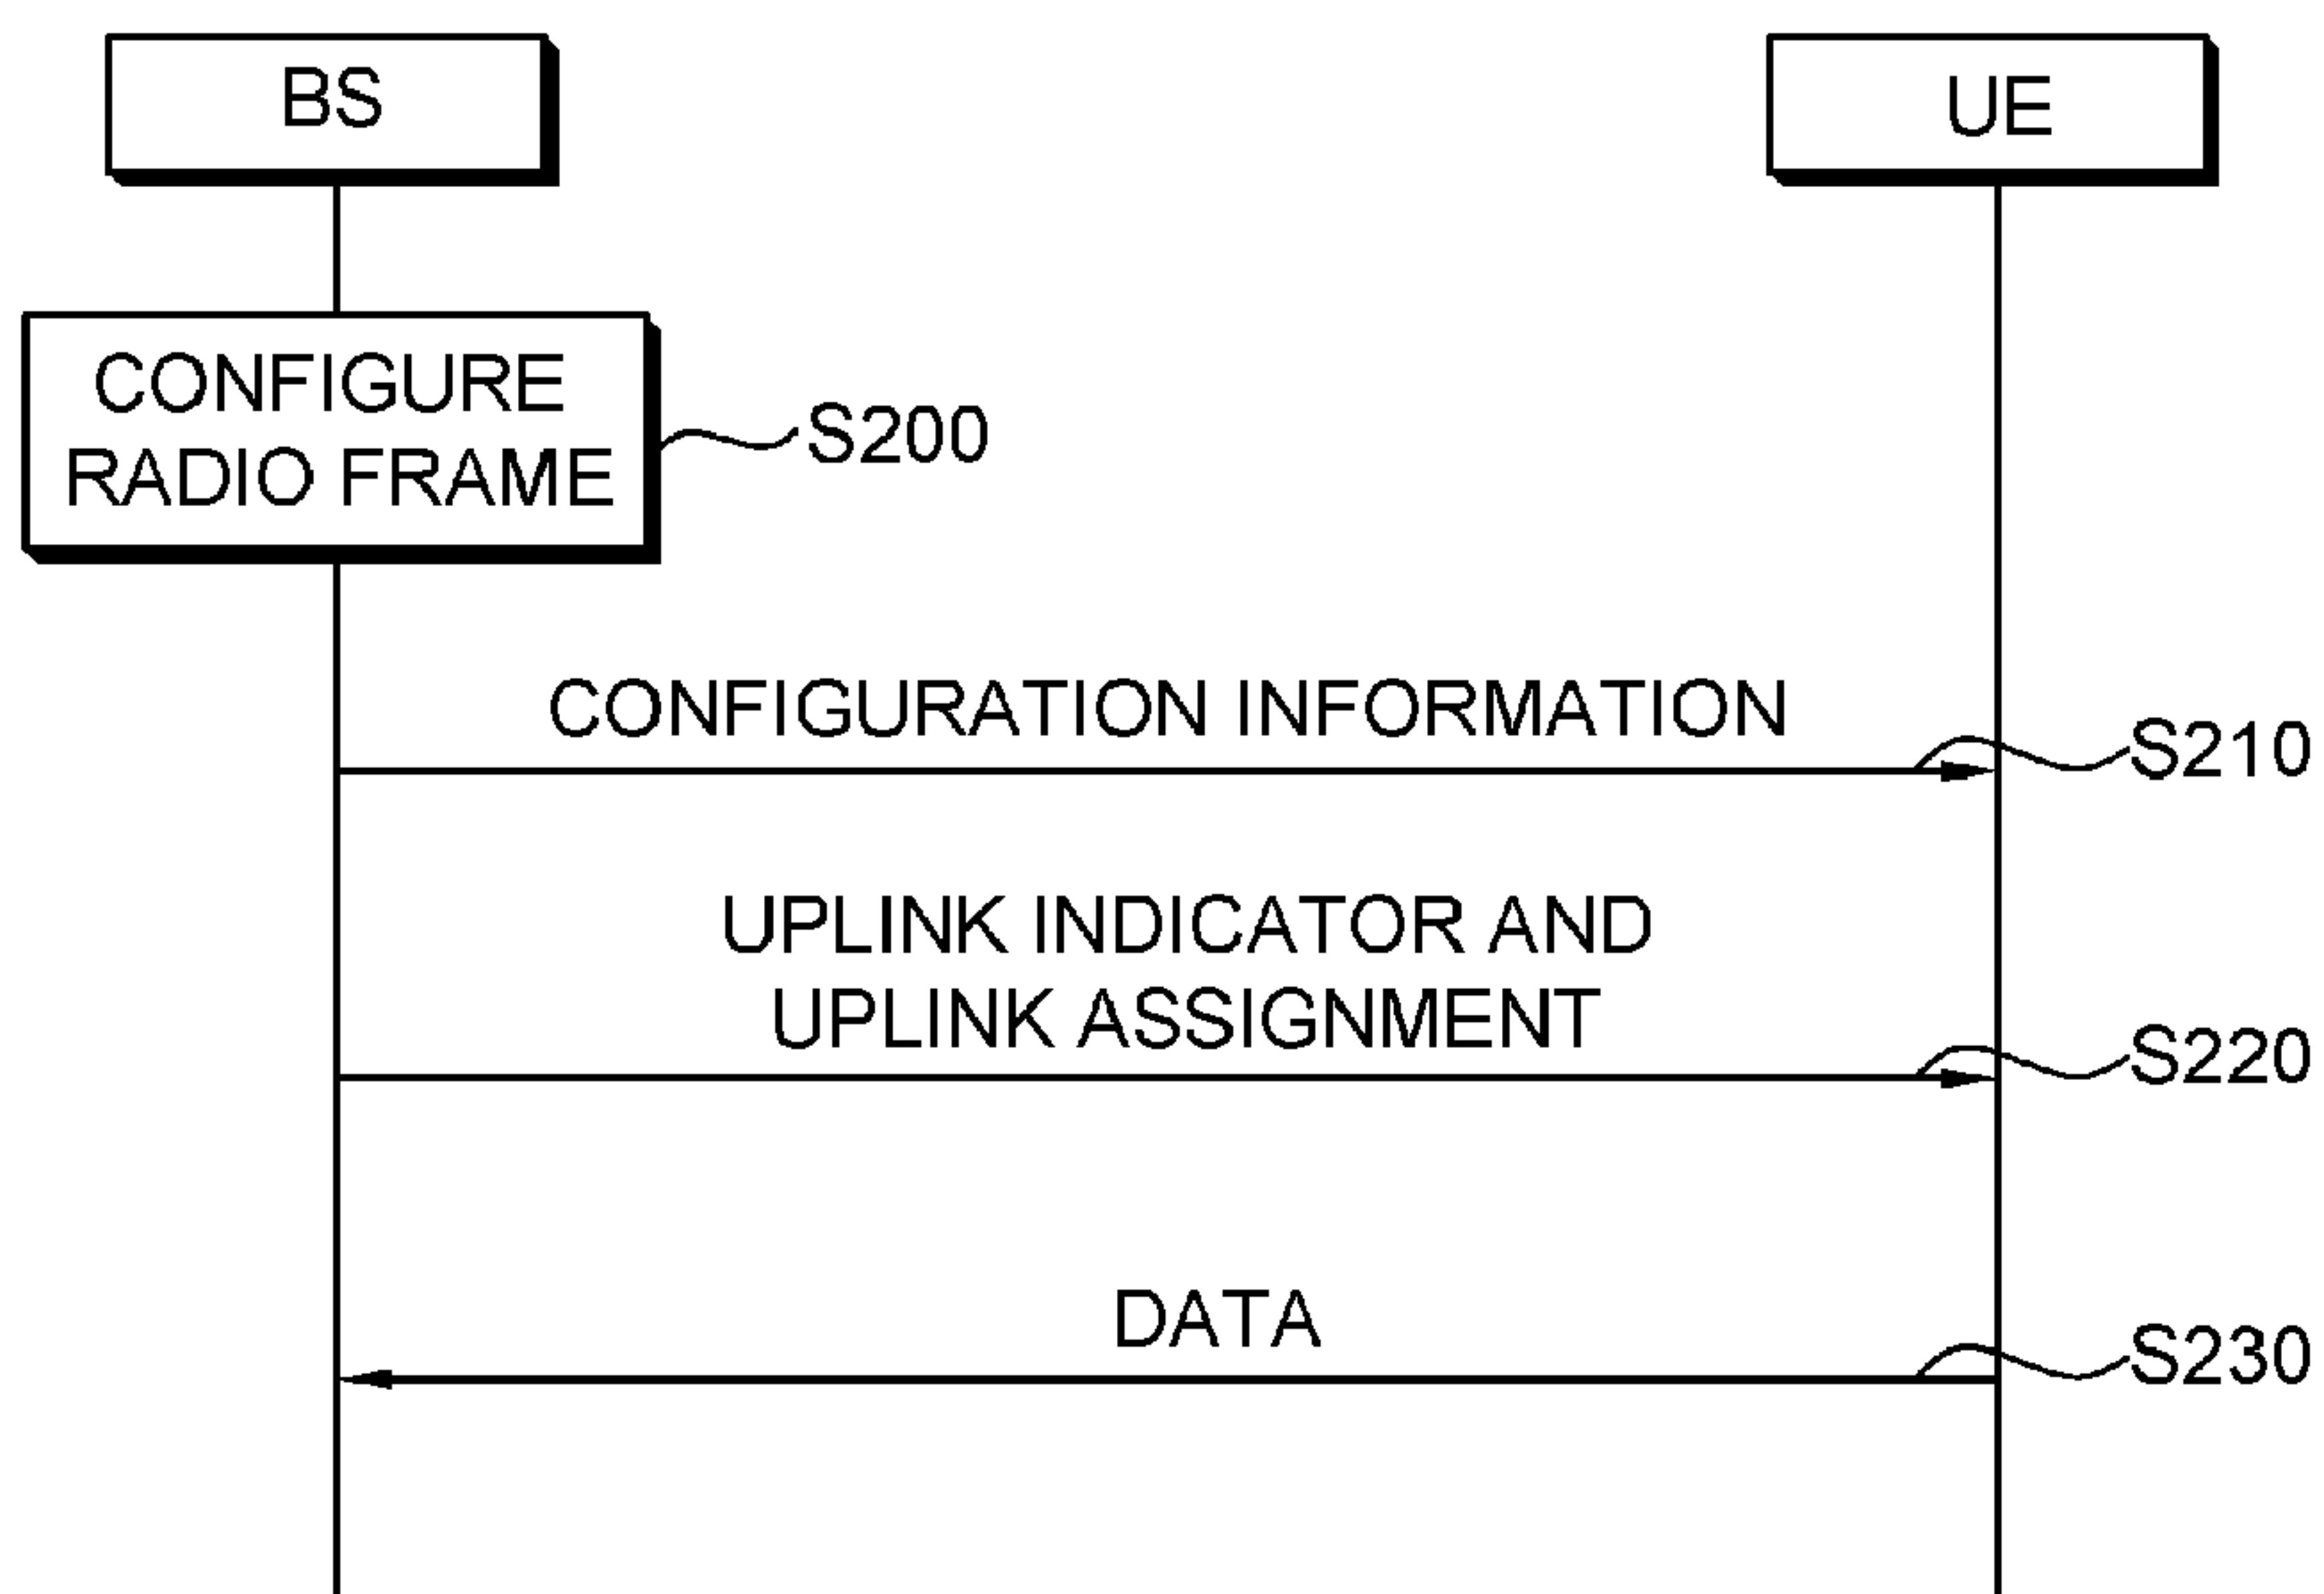 BS
UE
CONFIGURE
RADIO FRAME
S200
CONFIGURATION INFORMATION
S210
UPLINK INDICATOR AND
UPLINK ASSIGNMENT
S220
DATA
S230